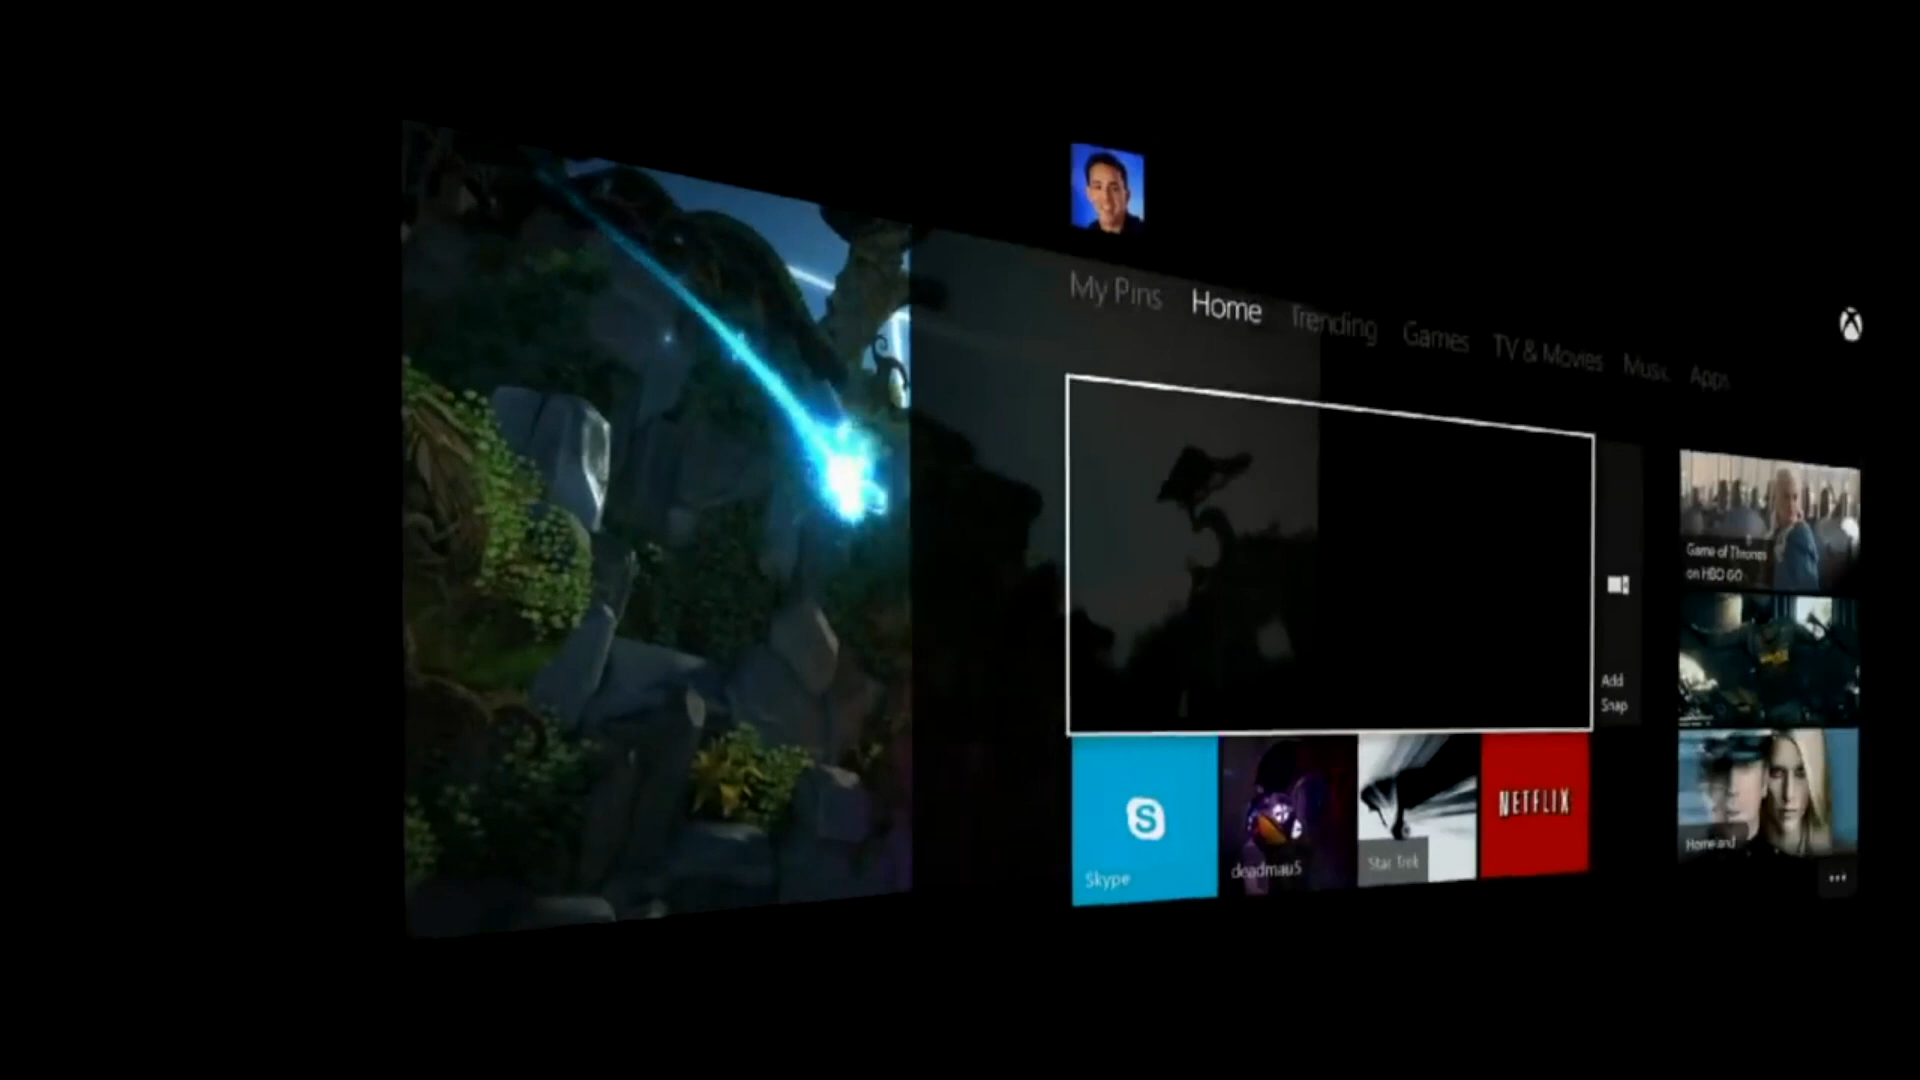 My Pins
Home
Trending
Games
TV & Movies
Music
Apps
Game of Thrones
on HBO GO
Add
Snap
Home and
S
Skype
deadmau5
Star Trek
NETFLIX